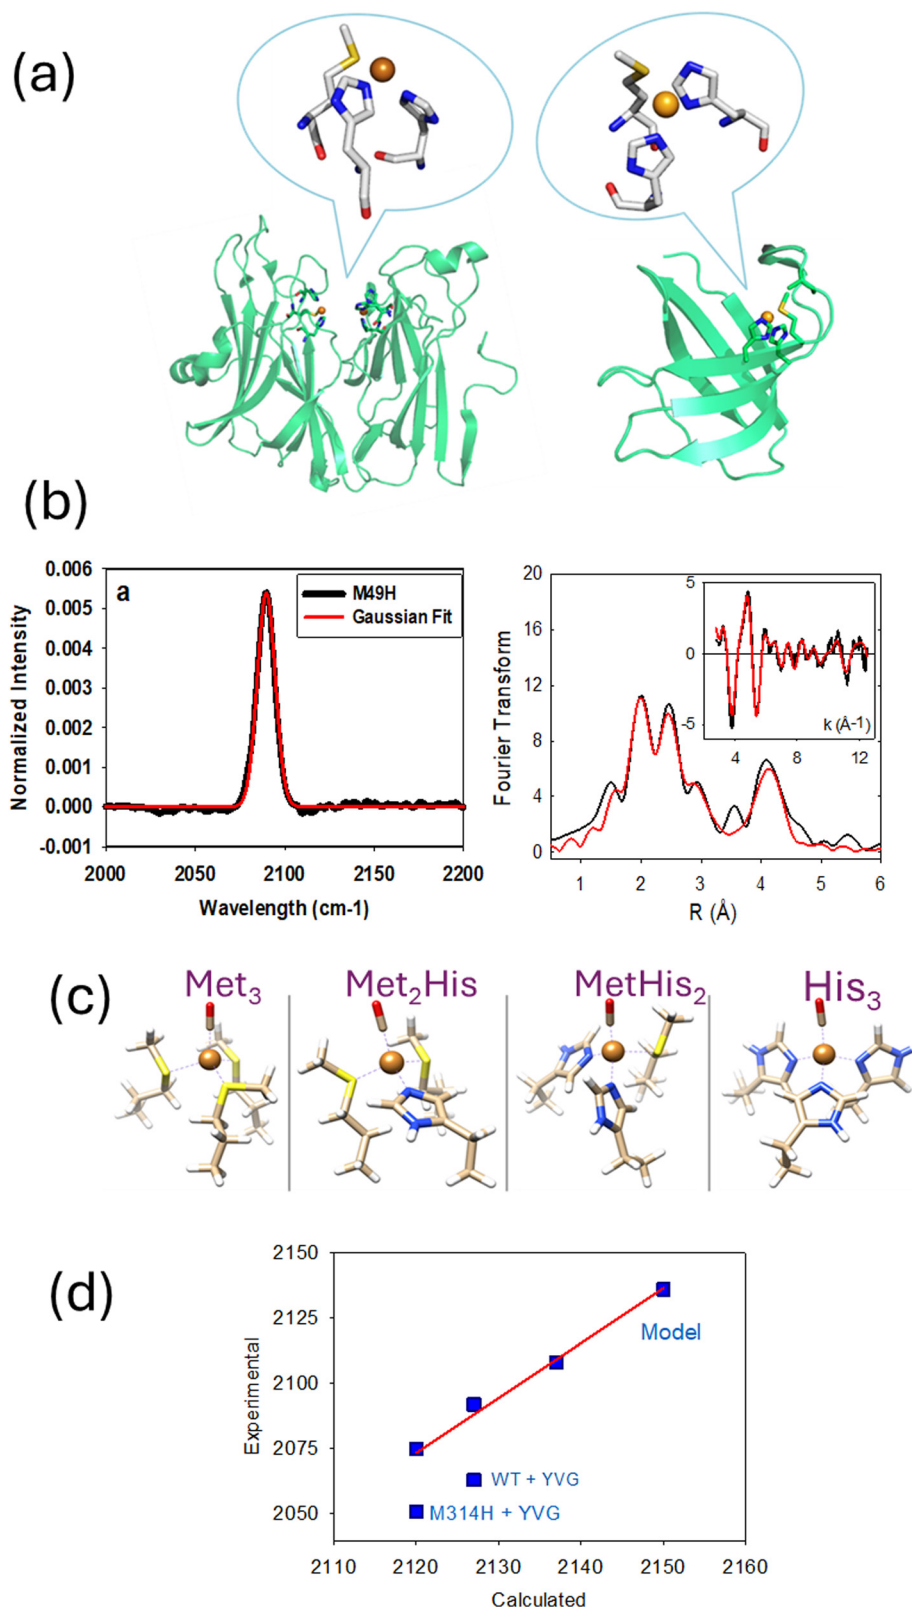 (a)
(b)
a
M49H
Gaussian Fit
0.006
0.005
0.004
0.003
0.002
0.001
0.000
-0.001
Normalized Intensity
2000 2050 2100 2150 2200
Wavelength (cm-1)
20
16
12
8
4
0
Fourier Transform
5
0
-5
k (Å-1)
4 8 12
1 2 3 4 5 6
R (Å)
(c)
Met3
Met2His
MetHis2
His3
(d)
2150
2125
2100
2075
2050
Experimental
Model
WT + YVG
M314H + YVG
2110 2120 2130 2140 2150 2160
Calculated